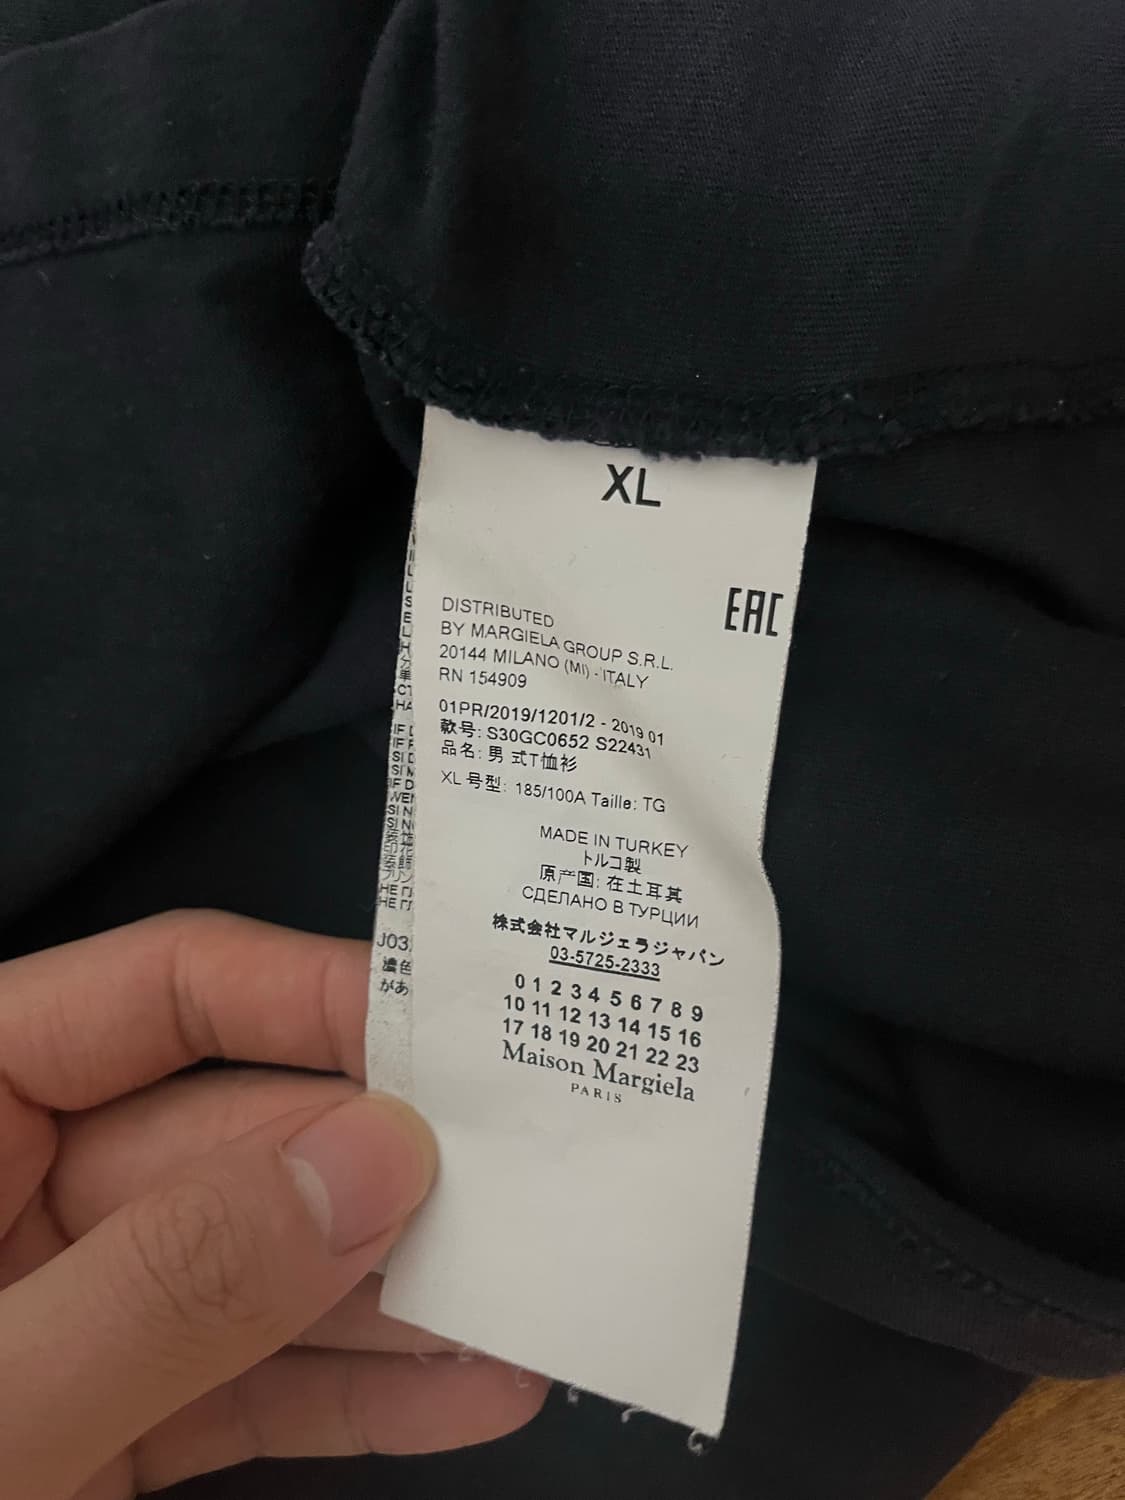 XL
EAC
DISTRIBUTED
BY MARGIELA GROUP S.R.L.
20144 MILANO (MI) - ITALY
RN 154909
01PR/2019/1201/2 - 2019 01
款号: S30GC0652 S22431
品名: 男 式T恤衫
XL 号型: 185/100A Taille: TG
MADE IN TURKEY
トルコ製
原产国: 在土耳其
СДЕЛАНО В ТУРЦИИ
株式会社マルジェラジャパン
03-5725-2333
0 1 2 3 4 5 6 7 8 9
10 11 12 13 14 15 16
17 18 19 20 21 22 23
Maison Margiela
PARIS
J03
濃色
があ